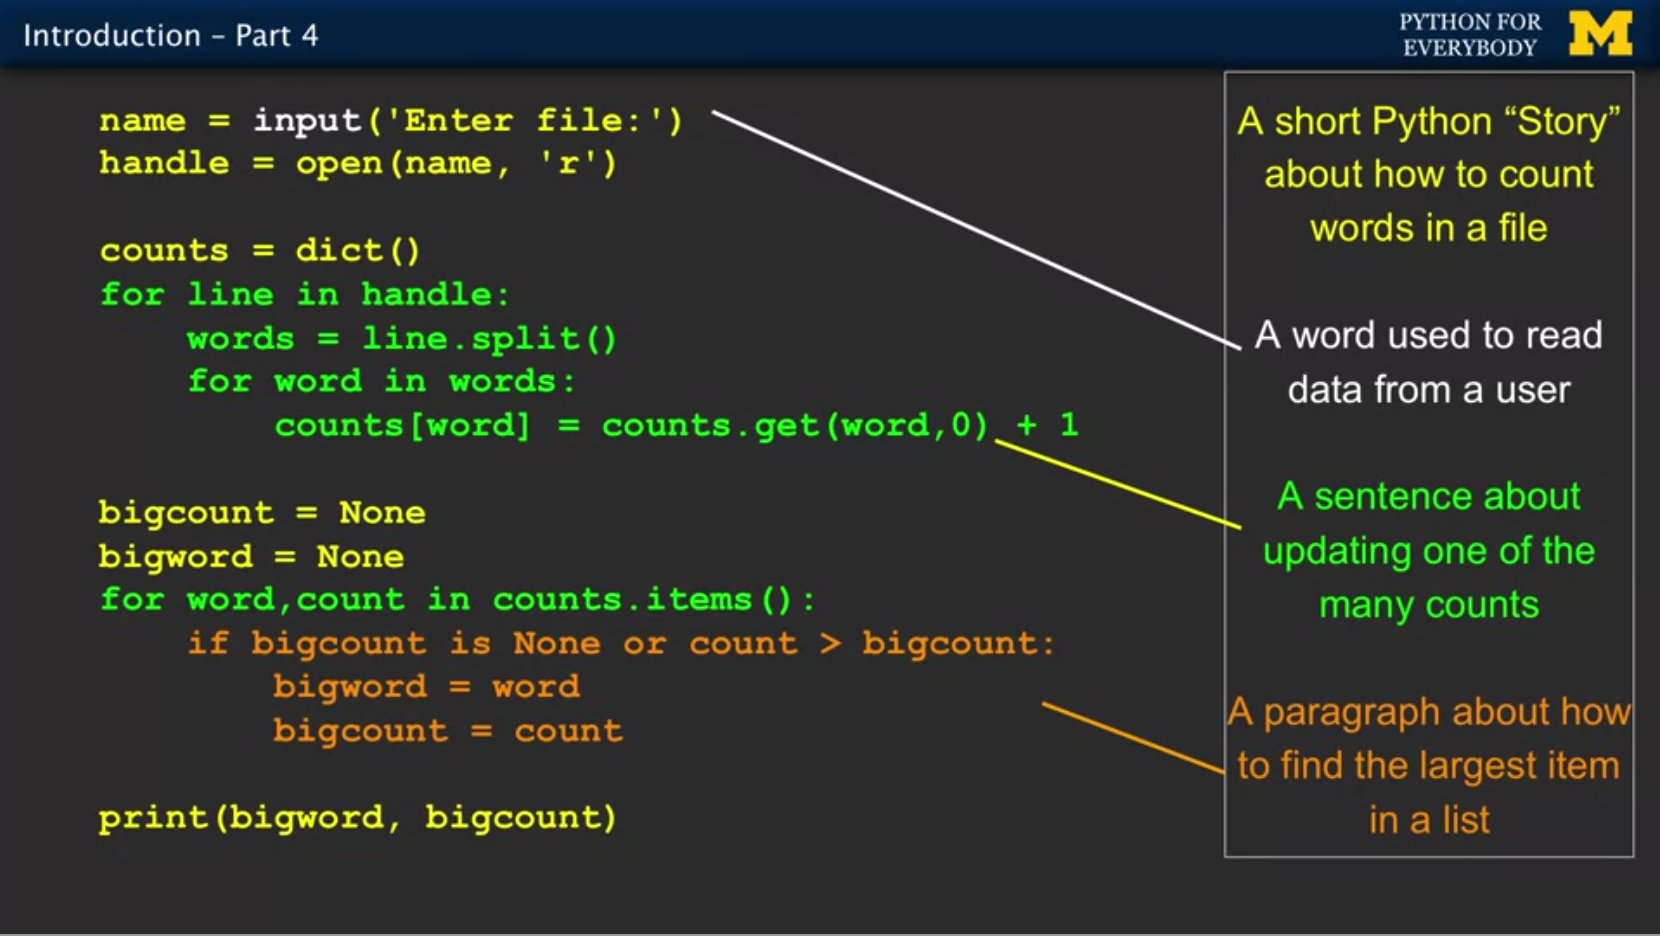 Introduction – Part 4
PYTHON FOR
EVERYBODY
M
name = input('Enter file:')
handle = open(name, 'r')
counts = dict()
for line in handle:
    words = line.split()
    for word in words:
        counts[word] = counts.get(word,0) + 1
bigcount = None
bigword = None
for word,count in counts.items():
    if bigcount is None or count > bigcount:
        bigword = word
        bigcount = count
print(bigword, bigcount)
A short Python “Story”
about how to count
words in a file
A word used to read
data from a user
A sentence about
updating one of the
many counts
A paragraph about how
to find the largest item
in a list